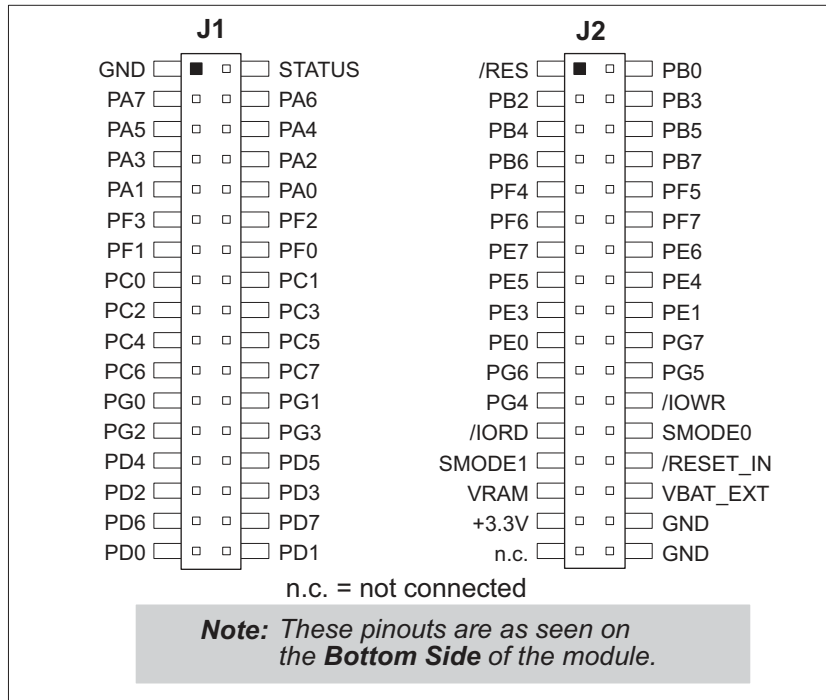 J1 J2
GND STATUS /RES PB0
PA7 PA6 PB2 PB3
PA5 PA4 PB4 PB5
PA3 PA2 PB6 PB7
PA1 PA0 PF4 PF5
PF3 PF2 PF6 PF7
PF1 PF0 PE7 PE6
PC0 PC1 PE5 PE4
PC2 PC3 PE3 PE1
PC4 PC5 PE0 PG7
PC6 PC7 PG6 PG5
PG0 PG1 PG4 /IOWR
PG2 PG3 /IORD SMODE0
PD4 PD5 SMODE1 /RESET_IN
PD2 PD3 VRAM VBAT_EXT
PD6 PD7 +3.3V GND
PD0 PD1 n.c. GND
n.c. = not connected
Note: These pinouts are as seen on
the Bottom Side of the module.